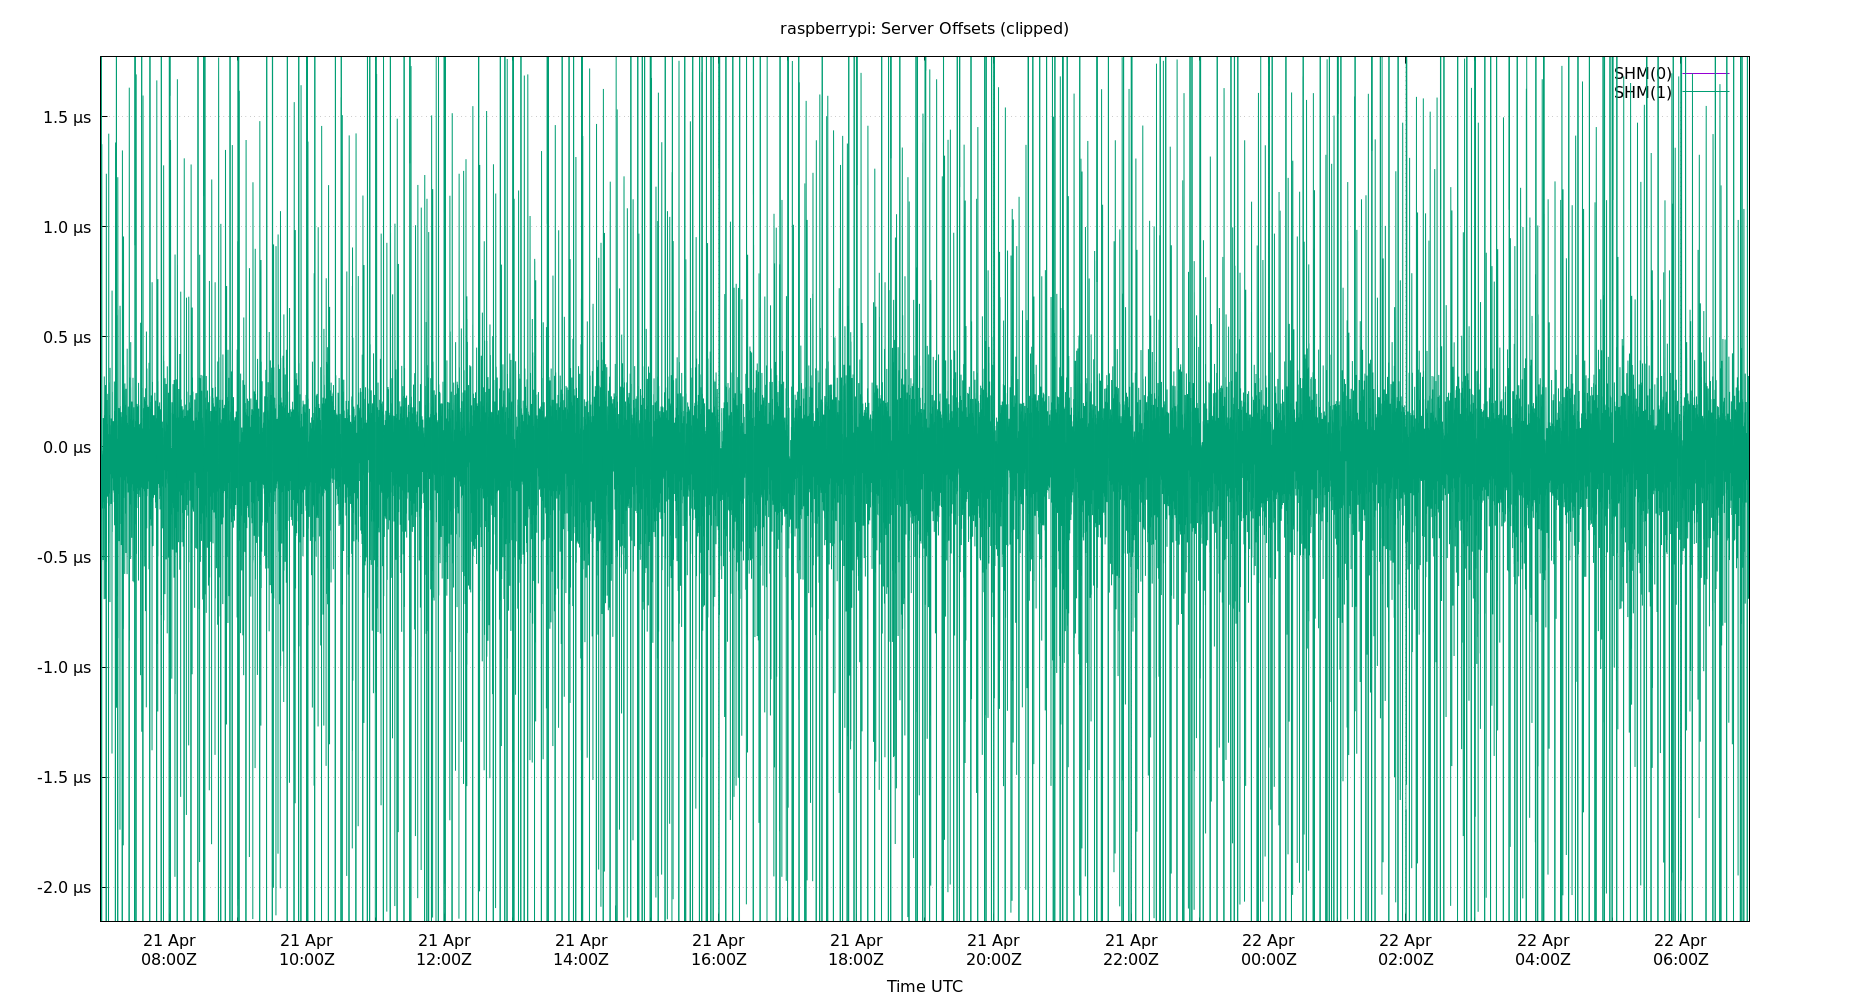 raspberrypi: Server Offsets (clipped)
SHM(0)
SHM(1)
1.5 μs
1.0 μs
0.5 μs
0.0 μs
-0.5 μs
-1.0 μs
-1.5 μs
-2.0 μs
21 Apr 21 Apr 21 Apr 21 Apr 21 Apr 21 Apr 21 Apr 21 Apr 22 Apr 22 Apr 22 Apr 22 Apr
08:00Z 10:00Z 12:00Z 14:00Z 16:00Z 18:00Z 20:00Z 22:00Z 00:00Z 02:00Z 04:00Z 06:00Z
Time UTC